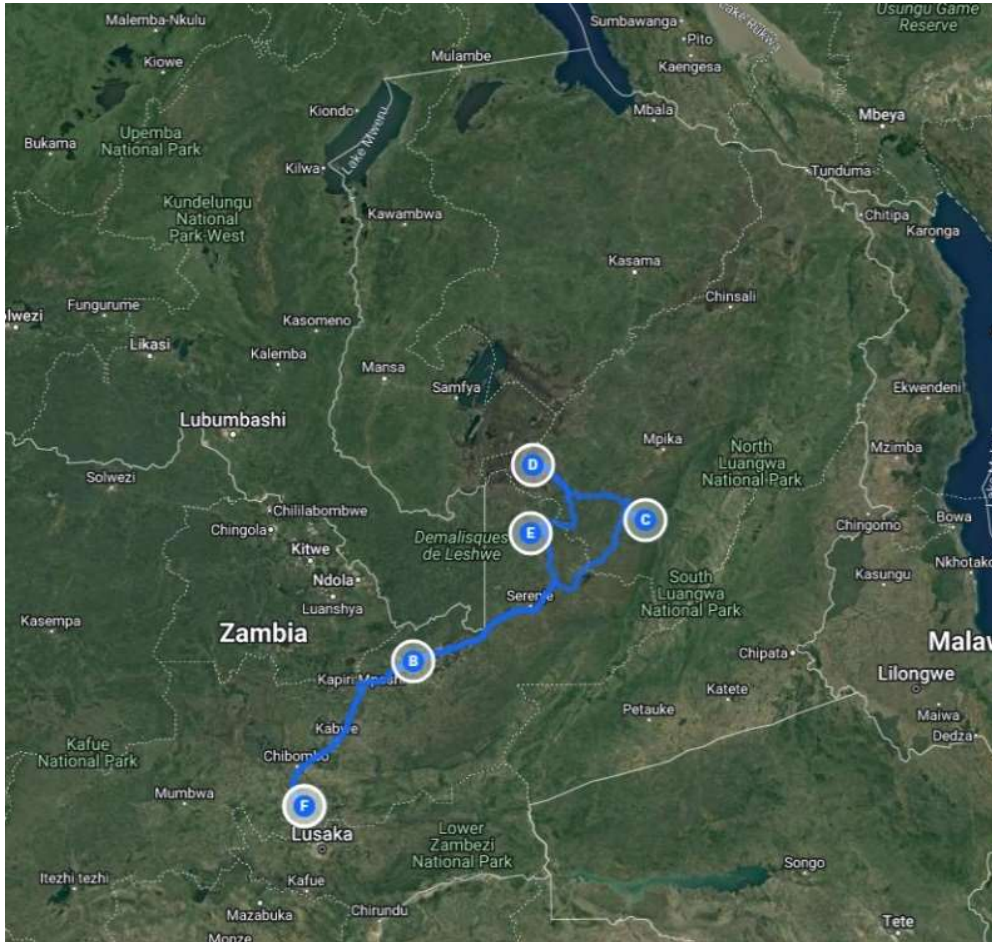 Malemba-Nkulu
Sumbawanga
Usungu Game
Reserve
Pito
Lake Rukwa
Kiowe
Mulambe
Kaengesa
Kiondo
Mbala
Mbeya
Bukama
Upemba
National Park
Lake Mweru
Kilwa
Tunduma
Kundelungu
National
Park West
Kawambwa
Chitipa
Karonga
Kasama
Fungurume
Chinsali
olwezi
Kasomeno
Likasi
Kalemba
Mansa
Samfya
Ekwendeni
Lubumbashi
Mpika
North
Luangwa
National Park
Mzimba
D
Solwezi
Chililabombwe
C
Chingola
Demalisques
de Leshwe
E
Chingomo
Bowa
Kitwe
Nkhotako
Ndola
South
Luangwa
National Park
Kasungu
Luanshya
Serenje
Kasempa
Zambia
Malaw
B
Chipata
Kapiri Mposhi
Lilongwe
Katete
Petauke
Maiwa
Kabwe
Dedza
Kafue
National Park
Chibombo
Mumbwa
F
Lusaka
Lower
Zambezi
National Park
Songo
Itezhi tezhi
Kafue
Mazabuka
Chirundu
Tete
Monze